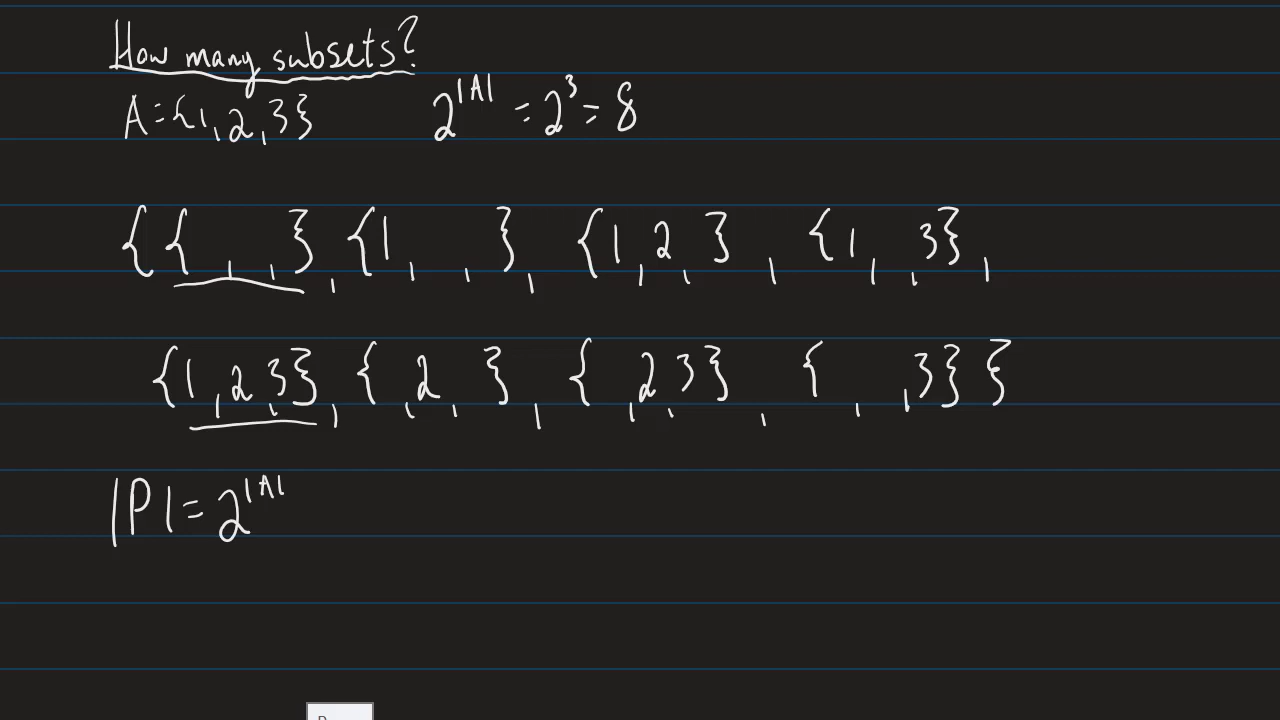 How many subsets?
A={1,2,3} 2^|A| = 2^3 = 8
{ { , , }, {1, , }, {1,2, }, {1, ,3},
{1,2,3}, { ,2, }, { ,2,3}, { , ,3} }
|P| = 2^|A|